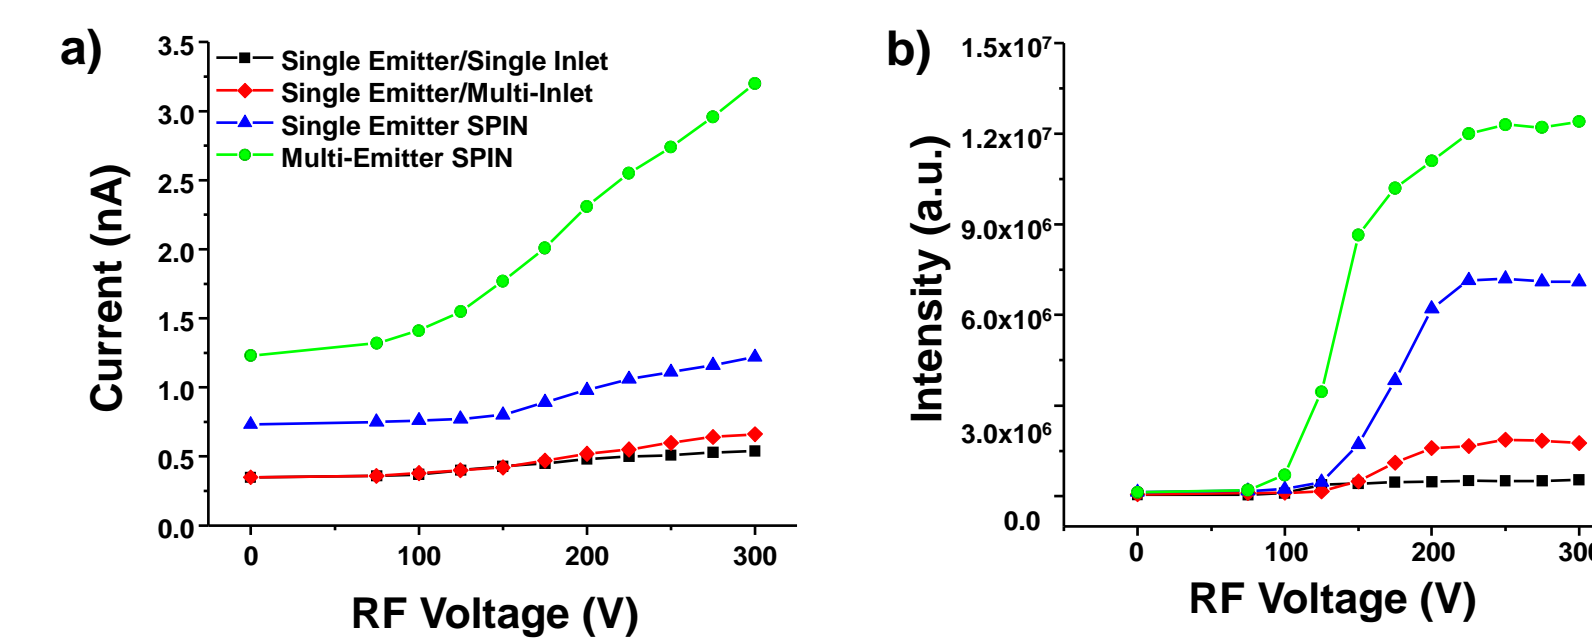 a)
3.5
3.0
2.5
2.0
1.5
1.0
0.5
0.0
Current (nA)
Single Emitter/Single Inlet
Single Emitter/Multi-Inlet
Single Emitter SPIN
Multi-Emitter SPIN
0 100 200 300
RF Voltage (V)
b)
1.5x10⁷
1.2x10⁷
9.0x10⁶
6.0x10⁶
3.0x10⁶
0.0
Intensity (a.u.)
0 100 200 300
RF Voltage (V)